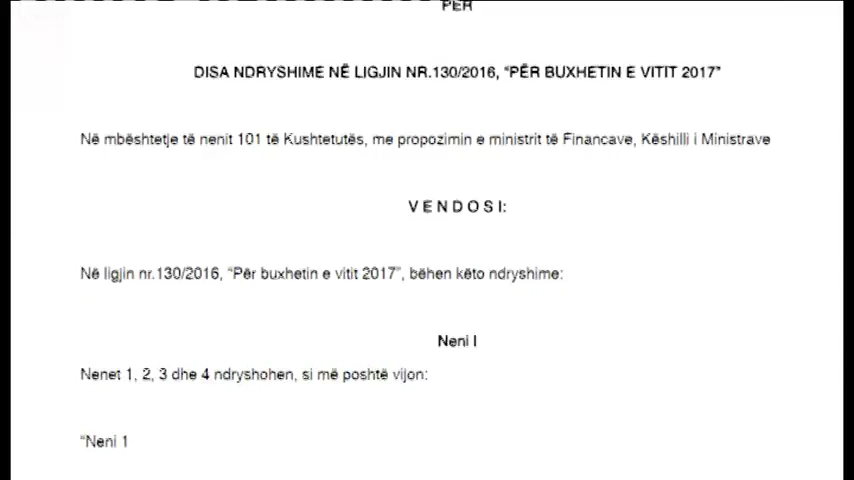 PËR
DISA NDRYSHIME NË LIGJIN NR.130/2016, “PËR BUXHETIN E VITIT 2017”
Në mbështetje të nenit 101 të Kushtetutës, me propozimin e ministrit të Financave, Këshilli i Ministrave
V E N D O S I:
Në ligjin nr.130/2016, “Për buxhetin e vitit 2017”, bëhen këto ndryshime:
Neni I
Nenet 1, 2, 3 dhe 4 ndryshohen, si më poshtë vijon:
“Neni 1